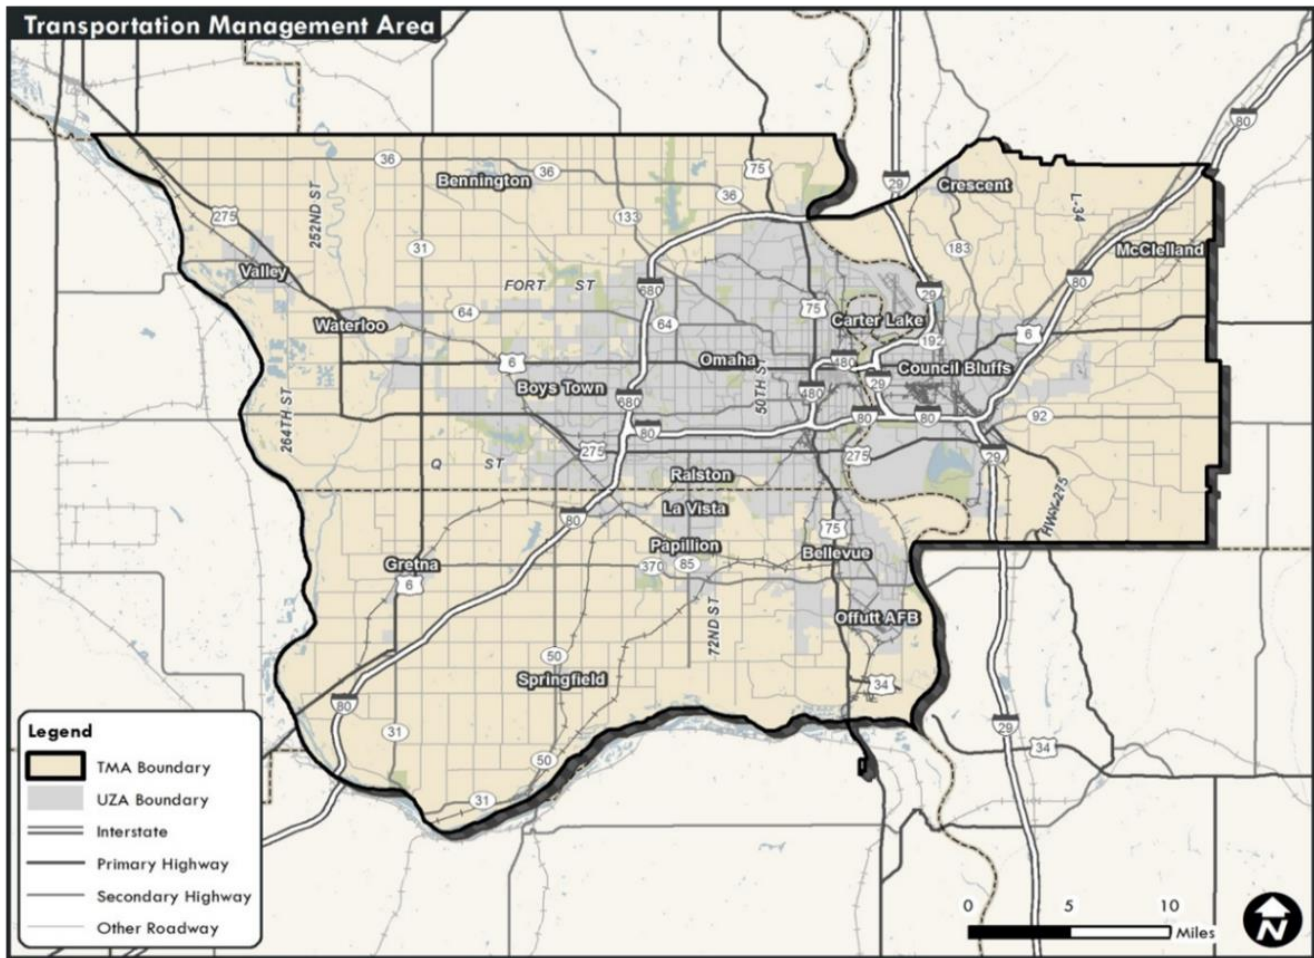 Transportation Management Area
80
36
36
75
29
Bennington
Crescent
36
L-34
275
133
252ND ST
31
183
McClelland
Valley
80
FORT ST
680
29
75
64
64
Carter Lake
Waterloo
192
6
6
Omaha
480
Council Bluffs
Boys Town
29
50TH ST
480
680
264TH ST
80
80
92
80
275
275
29
Q ST
Ralston
HWY-275
La Vista
80
75
Papillion
Bellevue
Gretna
370
85
6
72ND ST
Offutt AFB
50
Springfield
34
80
29
31
34
50
31
Legend
TMA Boundary
UZA Boundary
Interstate
Primary Highway
Secondary Highway
Other Roadway
0 5 10
Miles
N